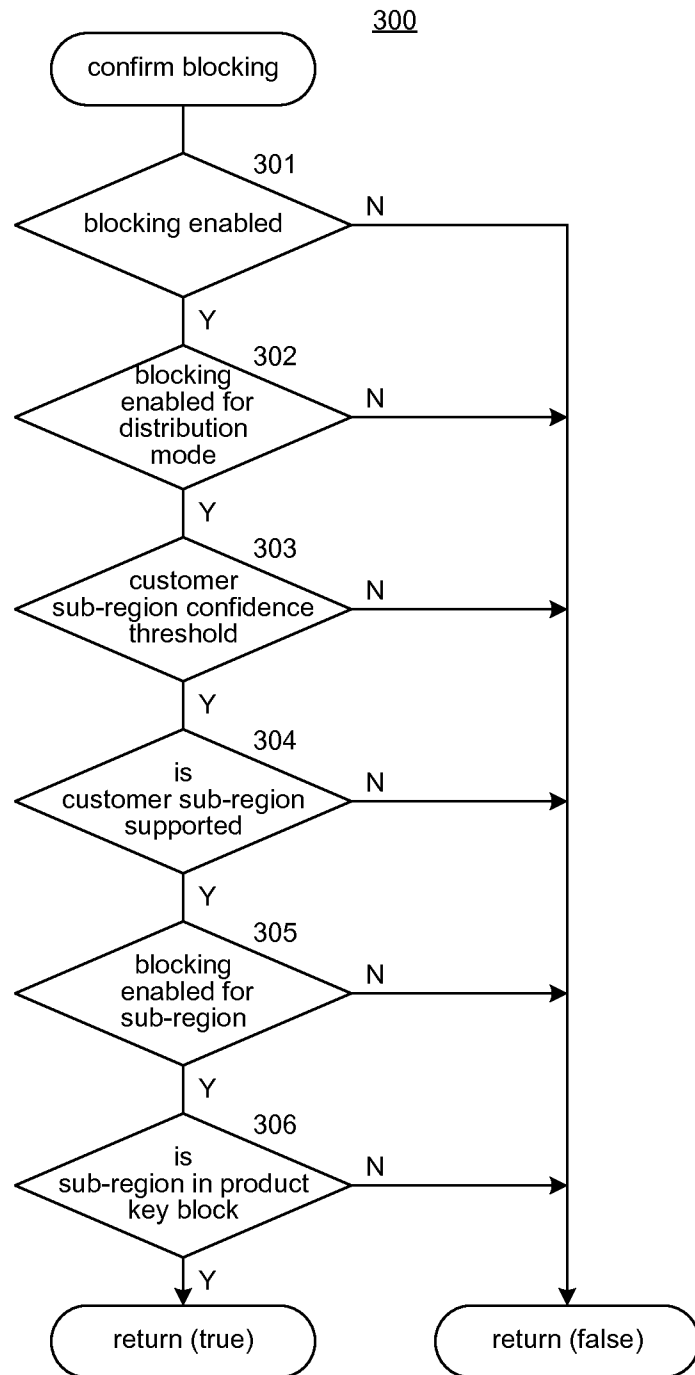 300
confirm blocking
301
blocking enabled
N
Y
302
blocking
enabled for
distribution
mode
N
Y
303
customer
sub-region confidence
threshold
N
Y
304
is
customer sub-region
supported
N
Y
305
blocking
enabled for
sub-region
N
Y
306
is
sub-region in product
key block
N
Y
return (true)
return (false)